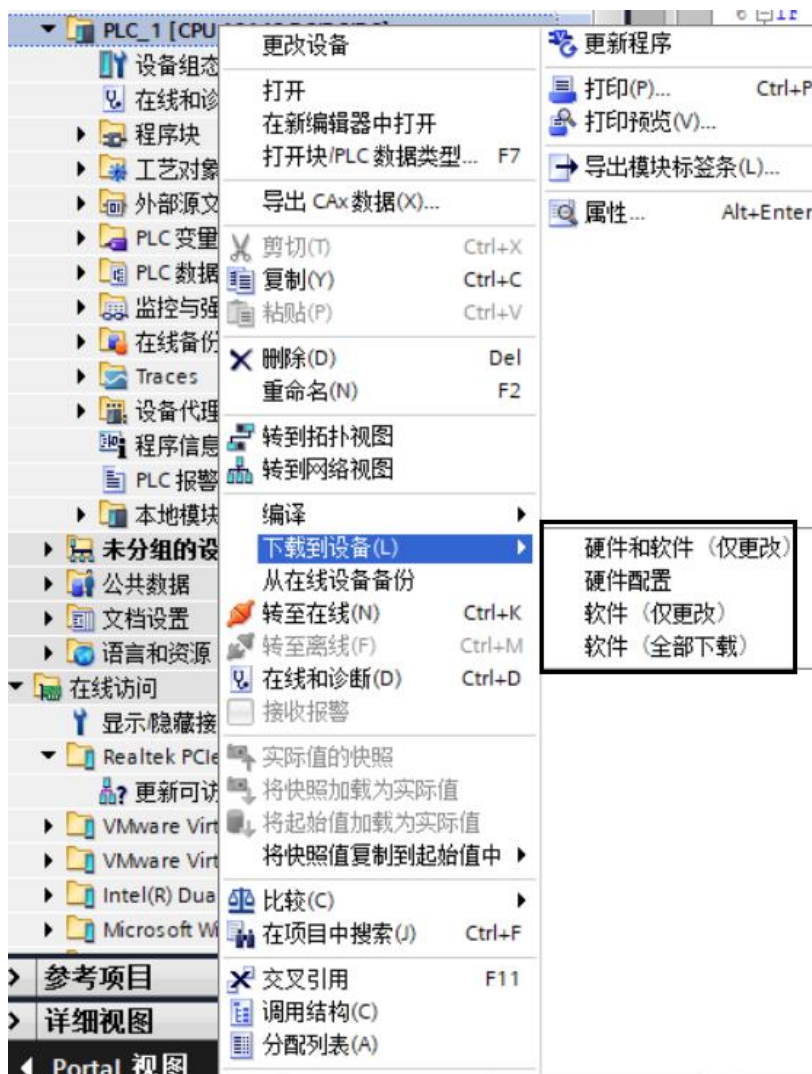 PLC_1 [CPU
设备组态
在线和诊
程序块
工艺对象
外部源文
PLC 变量
PLC 数据
监控与强
在线备份
Traces
设备代理
程序信息
PLC 报警
本地模块
未分组的设
公共数据
文档设置
语言和资源
在线访问
显示/隐藏接
Realtek PCIe
更新可访
VMware Virt
VMware Virt
Intel(R) Dua
Microsoft Wi
参考项目
详细视图
Portal 视图
更改设备
打开
在新编辑器中打开
打开块/PLC 数据类型... F7
导出 CAx 数据(X)...
剪切(T) Ctrl+X
复制(Y) Ctrl+C
粘贴(P) Ctrl+V
删除(D) Del
重命名(N) F2
转到拓扑视图
转到网络视图
编译
下载到设备(L)
从在线设备备份
转至在线(N) Ctrl+K
转至离线(F) Ctrl+M
在线和诊断(D) Ctrl+D
接收报警
实际值的快照
将快照加载为实际值
将起始值加载为实际值
将快照值复制到起始值中
比较(C)
在项目中搜索(J) Ctrl+F
交叉引用 F11
调用结构(C)
分配列表(A)
更新程序
打印(P)... Ctrl+P
打印预览(V)...
导出模块标签条(L)...
属性... Alt+Enter
硬件和软件（仅更改）
硬件配置
软件（仅更改）
软件（全部下载）